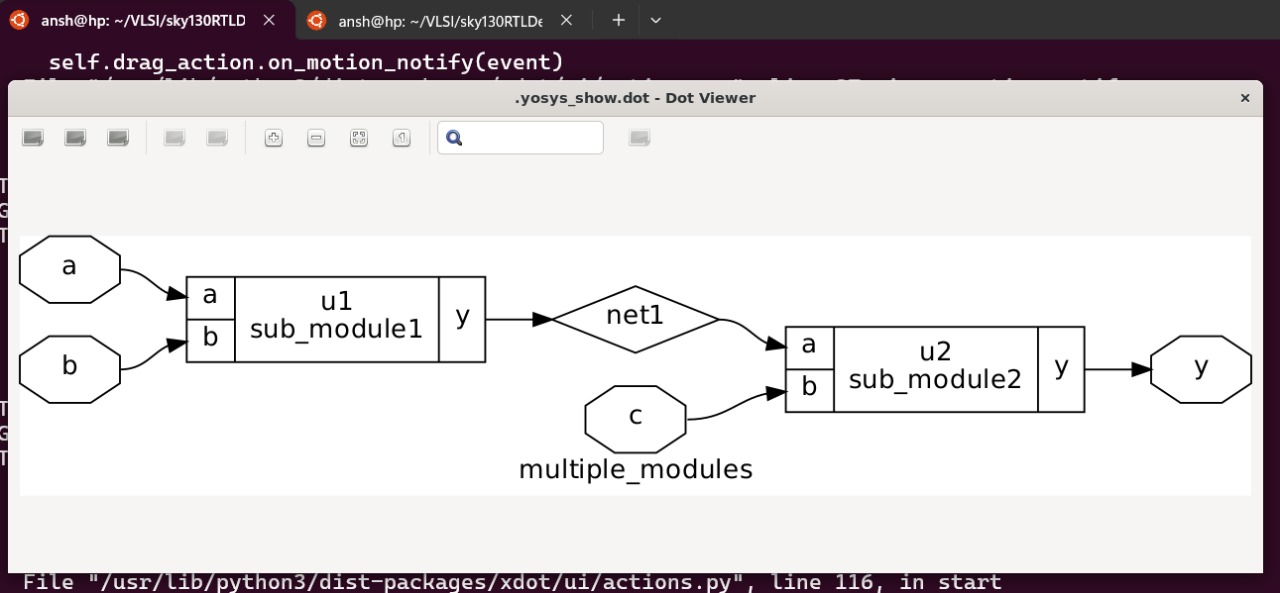 ansh@hp: ~/VLSI/sky130RTLD
ansh@hp: ~/VLSI/sky130RTLDe
self.drag_action.on_motion_notify(event)
.yosys_show.dot - Dot Viewer
a
b
a
b
u1
sub_module1
y
net1
c
a
b
u2
sub_module2
y
y
multiple_modules
File "/usr/lib/python3/dist-packages/xdot/ui/actions.py", line 116, in start